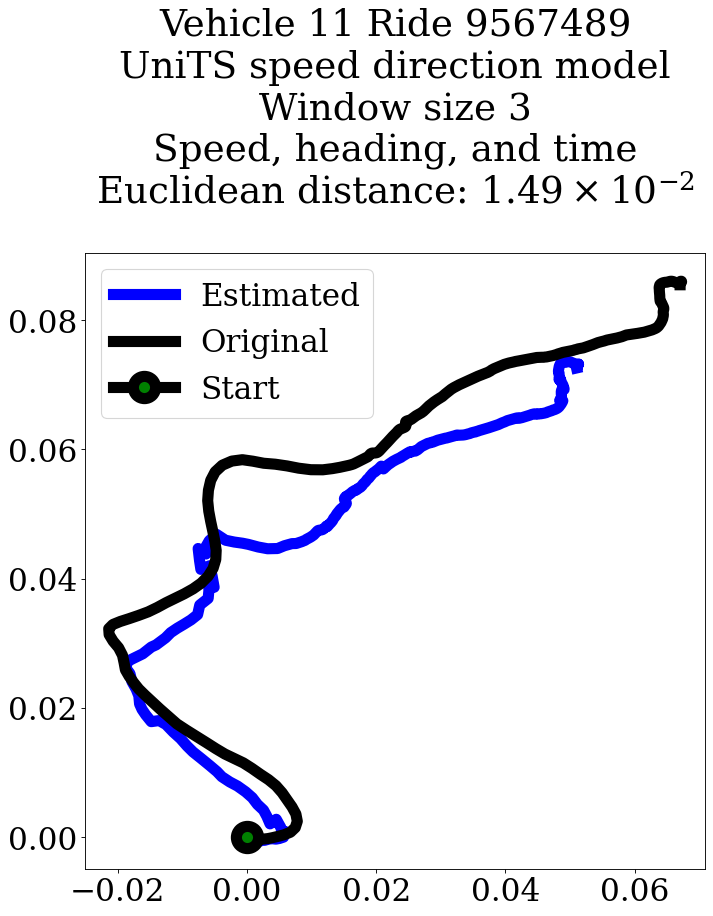 Vehicle 11 Ride 9567489
UniTS speed direction model
Window size 3
Speed, heading, and time
Euclidean distance: 1.49 × 10⁻²
Estimated
Original
Start
0.08
0.06
0.04
0.02
0.00
−0.02 0.00 0.02 0.04 0.06